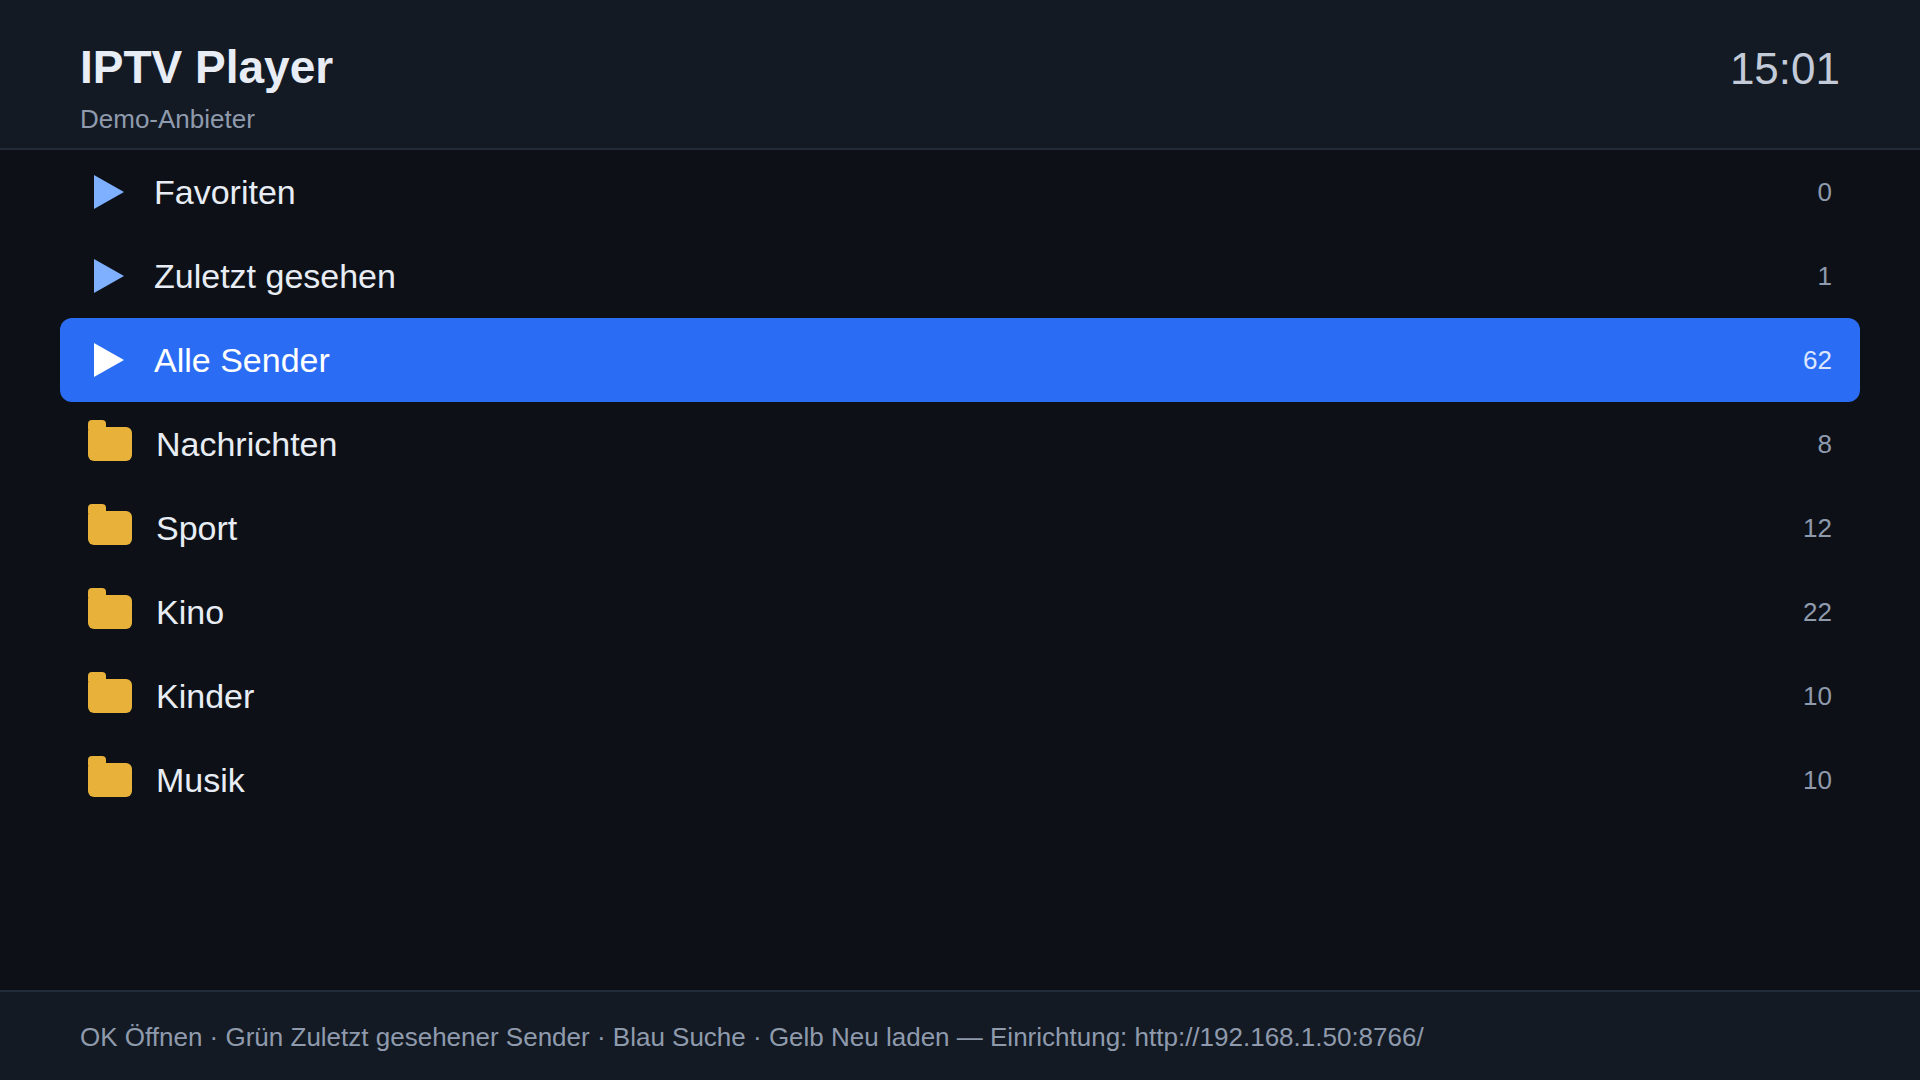 IPTV Player
15:01
Demo-Anbieter
Favoriten 0
Zuletzt gesehen 1
Alle Sender 62
Nachrichten 8
Sport 12
Kino 22
Kinder 10
Musik 10
OK Öffnen · Grün Zuletzt gesehener Sender · Blau Suche · Gelb Neu laden — Einrichtung: http://192.168.1.50:8766/